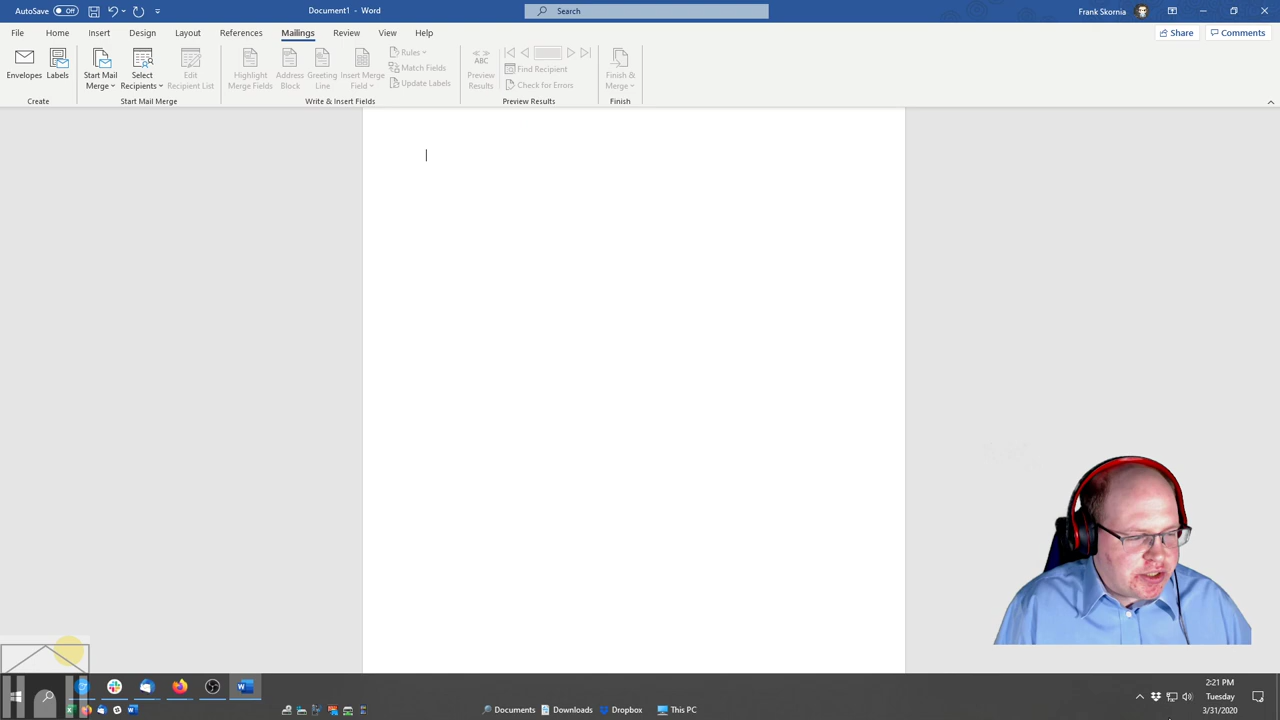 AutoSave Off Document1 - Word Search Frank Skornia
File Home Insert Design Layout References Mailings Review View Help Share Comments
Envelopes
Labels
Start Mail
Merge
Select
Recipients
Edit
Recipient List
Highlight
Merge Fields
Address
Block
Greeting
Line
Insert Merge
Field
Rules
Match Fields
Update Labels
ABC
Preview
Results
Find Recipient
Check for Errors
Finish &
Merge
Create Start Mail Merge Write & Insert Fields Preview Results Finish
Documents Downloads Dropbox This PC
2:21 PM
Tuesday
3/31/2020